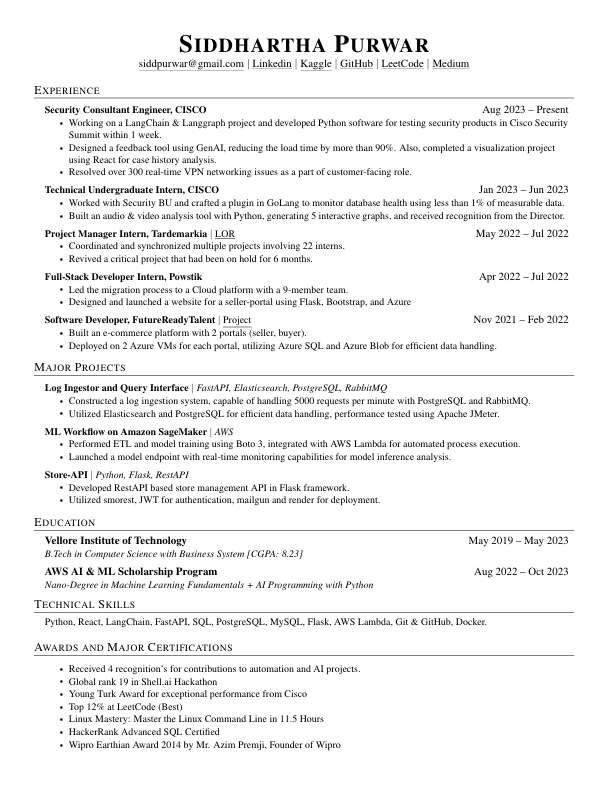 SIDDHARTHA PURWAR
siddpurwar@gmail.com | Linkedin | Kaggle | GitHub | LeetCode | Medium
EXPERIENCE
Security Consultant Engineer, CISCO Aug 2023 – Present
• Working on a LangChain & Langgraph project and developed Python software for testing security products in Cisco Security
Summit within 1 week.
• Designed a feedback tool using GenAI, reducing the load time by more than 90%. Also, completed a visualization project
using React for case history analysis.
• Resolved over 300 real-time VPN networking issues as a part of customer-facing role.
Technical Undergraduate Intern, CISCO Jan 2023 – Jun 2023
• Worked with Security BU and crafted a plugin in GoLang to monitor database health using less than 1% of measurable data.
• Built an audio & video analysis tool with Python, generating 5 interactive graphs, and received recognition from the Director.
Project Manager Intern, Tardemarkia | LOR May 2022 – Jul 2022
• Coordinated and synchronized multiple projects involving 22 interns.
• Revived a critical project that had been on hold for 6 months.
Full-Stack Developer Intern, Powstik Apr 2022 – Jul 2022
• Led the migration process to a Cloud platform with a 9-member team.
• Designed and launched a website for a seller-portal using Flask, Bootstrap, and Azure
Software Developer, FutureReadyTalent | Project Nov 2021 – Feb 2022
• Built an e-commerce platform with 2 portals (seller, buyer).
• Deployed on 2 Azure VMs for each portal, utilizing Azure SQL and Azure Blob for efficient data handling.
MAJOR PROJECTS
Log Ingestor and Query Interface | FastAPI, Elasticsearch, PostgreSQL, RabbitMQ
• Constructed a log ingestion system, capable of handling 5000 requests per minute with PostgreSQL and RabbitMQ.
• Utilized Elasticsearch and PostgreSQL for efficient data handling, performance tested using Apache JMeter.
ML Workflow on Amazon SageMaker | AWS
• Performed ETL and model training using Boto 3, integrated with AWS Lambda for automated process execution.
• Launched a model endpoint with real-time monitoring capabilities for model inference analysis.
Store-API | Python, Flask, RestAPI
• Developed RestAPI based store management API in Flask framework.
• Utilized smorest, JWT for authentication, mailgun and render for deployment.
EDUCATION
Vellore Institute of Technology May 2019 – May 2023
B.Tech in Computer Science with Business System [CGPA: 8.23]
AWS AI & ML Scholarship Program Aug 2022 – Oct 2023
Nano-Degree in Machine Learning Fundamentals + AI Programming with Python
TECHNICAL SKILLS
Python, React, LangChain, FastAPI, SQL, PostgreSQL, MySQL, Flask, AWS Lambda, Git & GitHub, Docker.
AWARDS AND MAJOR CERTIFICATIONS
• Received 4 recognition's for contributions to automation and AI projects.
• Global rank 19 in Shell.ai Hackathon
• Young Turk Award for exceptional performance from Cisco
• Top 12% at LeetCode (Best)
• Linux Mastery: Master the Linux Command Line in 11.5 Hours
• HackerRank Advanced SQL Certified
• Wipro Earthian Award 2014 by Mr. Azim Premji, Founder of Wipro